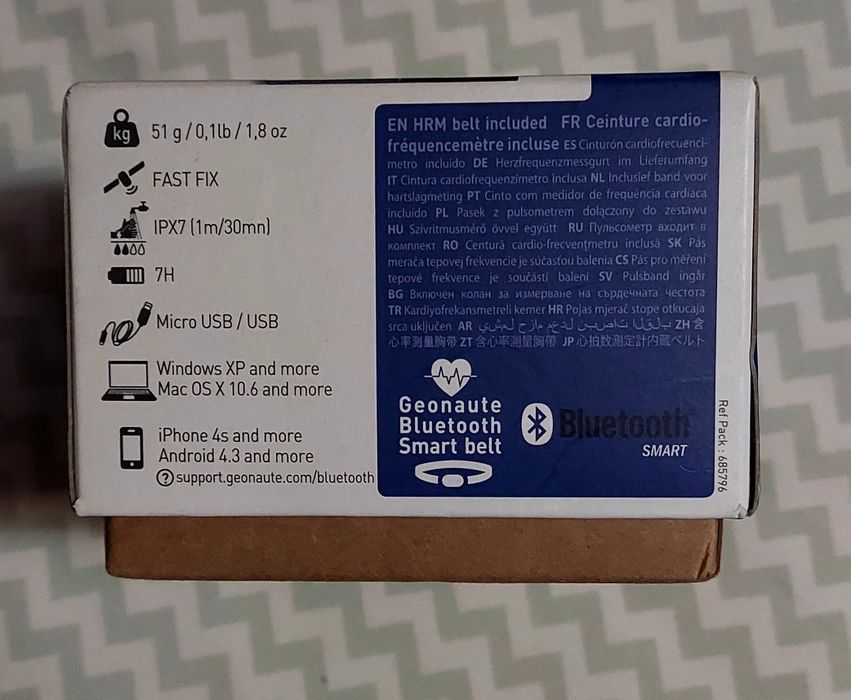 kg 51 g / 0,1lb / 1,8 oz
FAST FIX
IPX7 (1m/30mn)
7H
Micro USB / USB
Windows XP and more
Mac OS X 10.6 and more
iPhone 4s and more
Android 4.3 and more
? support.geonaute.com/bluetooth
EN HRM belt included FR Ceinture cardio-
fréquencemètre incluse ES Cinturón cardiofrecuencí-
metro incluido DE Herzfrequenzmessgurt im Lieferumfang
IT Cintura cardiofrequenzimetro inclusa NL Inclusief band voor
hartslagmeting PT Cinto com medidor de frequência cardíaca
incluído PL Pasek z pulsometrem dołączony do zestawu
HU Szívritmusmérő övvel együtt RU Пульсометр входит в
комплект RO Centură cardio-frecvențmetru inclusă SK Pás
merača tepovej frekvencie je súčasťou balenia CS Pás pro měření
tepové frekvence je součástí balení SV Pulsband ingår
BG Включен колан за измерване на сърдечната честота
TR Kardiyofrekansmetreli kemer HR Pojas mjerač stope otkucaja
srca uključen AR ZH 含
心率测量胸带 ZT 含心率測量胸帶 JP 心拍数測定計内蔵ベルト
Geonaute
Bluetooth
Smart belt
Bluetooth®
SMART
Ref Pack : 685796